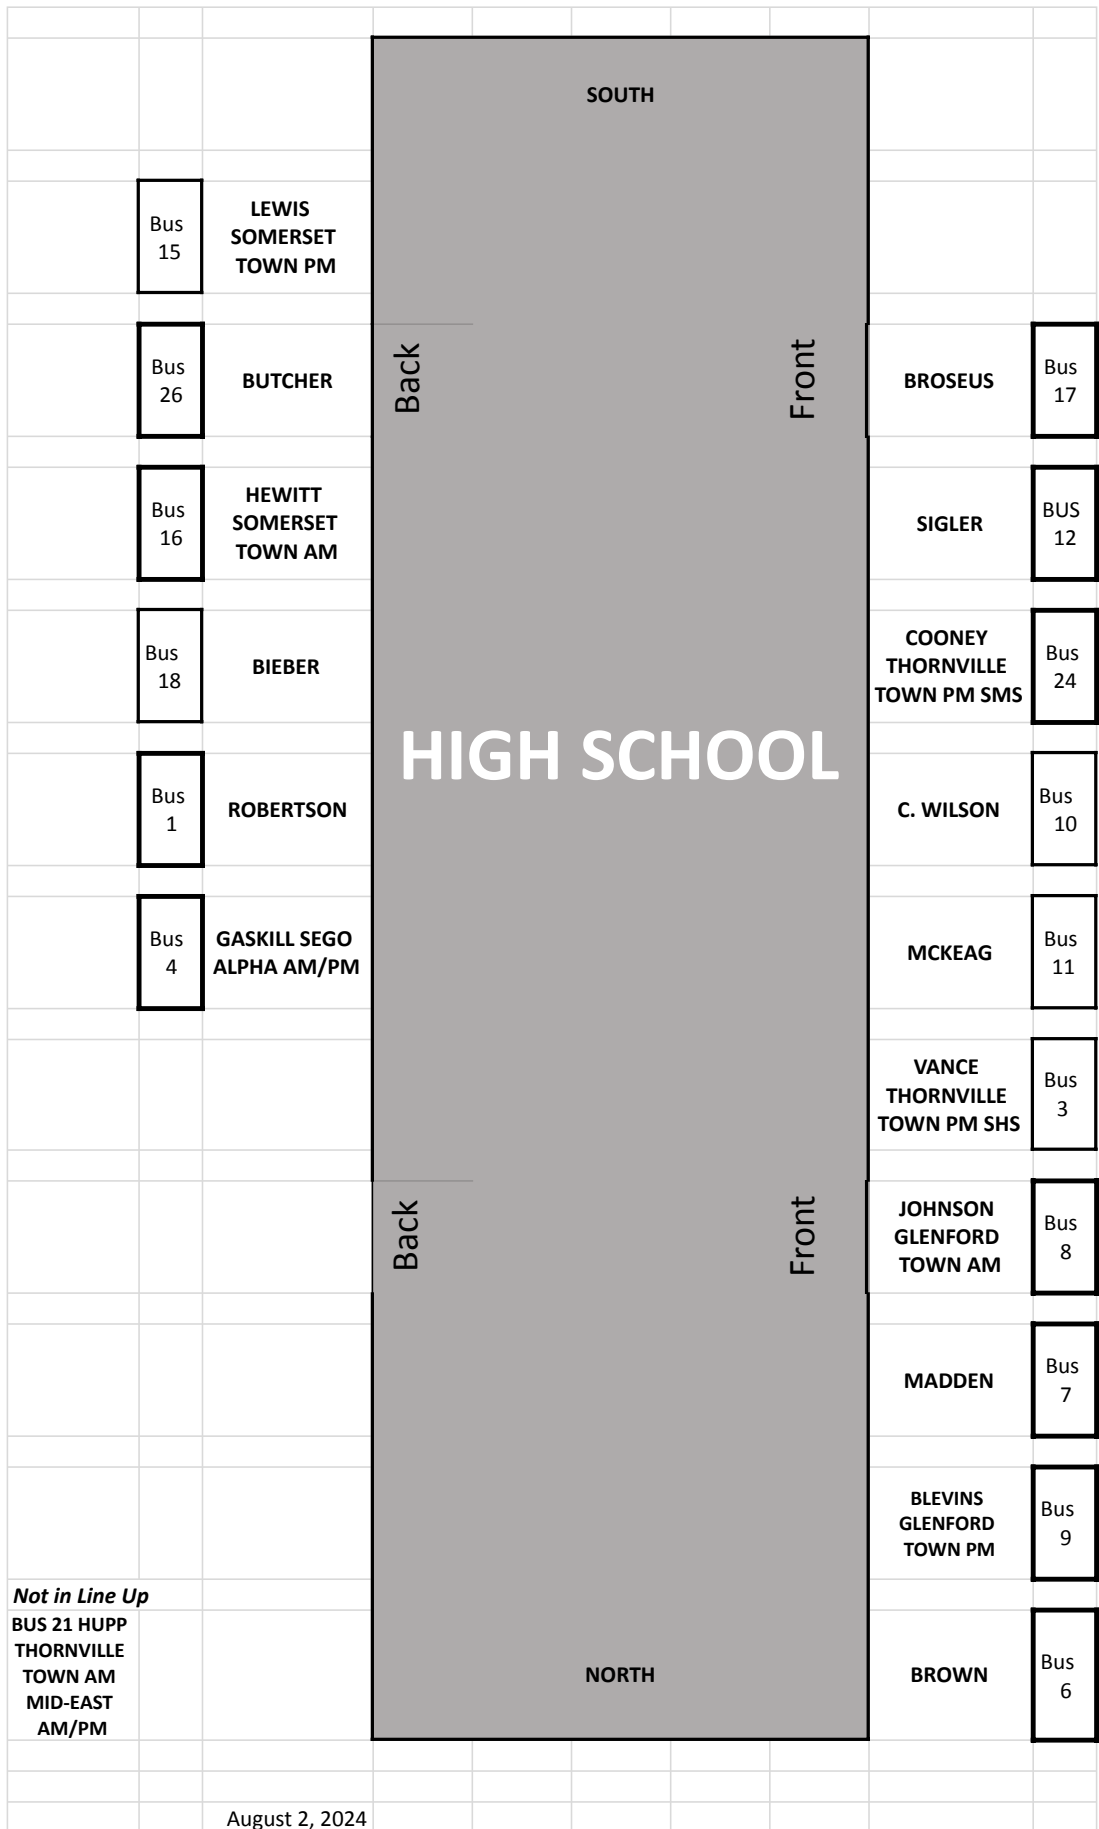 SOUTH
Bus
15
LEWIS
SOMERSET
TOWN PM
Bus
26
BUTCHER
Back
Front
BROSEUS
Bus
17
Bus
16
HEWITT
SOMERSET
TOWN AM
SIGLER
BUS
12
Bus
18
BIEBER
COONEY
THORNVILLE
TOWN PM SMS
Bus
24
HIGH SCHOOL
Bus
1
ROBERTSON
C. WILSON
Bus
10
Bus
4
GASKILL SEGO
ALPHA AM/PM
MCKEAG
Bus
11
VANCE
THORNVILLE
TOWN PM SHS
Bus
3
Back
Front
JOHNSON
GLENFORD
TOWN AM
Bus
8
MADDEN
Bus
7
BLEVINS
GLENFORD
TOWN PM
Bus
9
Not in Line Up
BUS 21 HUPP
THORNVILLE
TOWN AM
MID-EAST
AM/PM
NORTH
BROWN
Bus
6
August 2, 2024